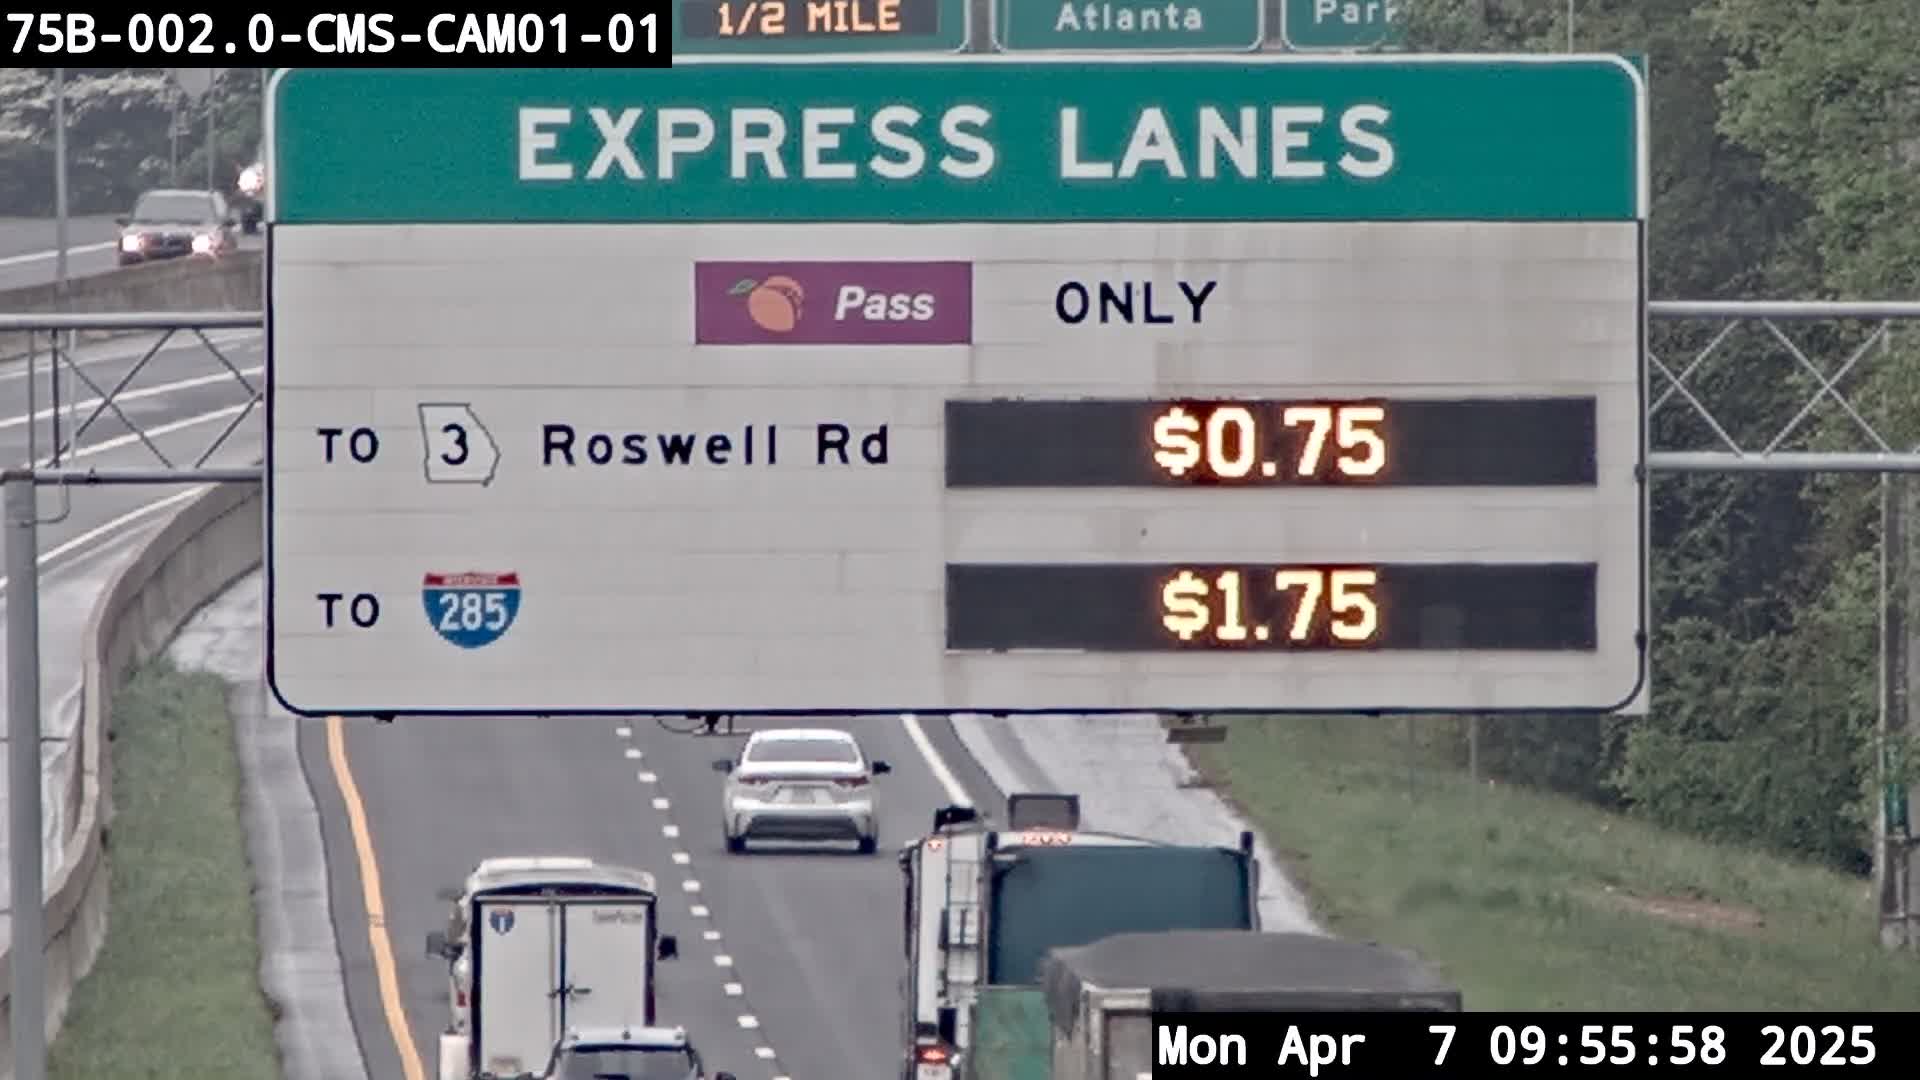 75B-002.0-CMS-CAM01-01
1/2 MILE
Atlanta
EXPRESS LANES
Pass ONLY
TO 3 Roswell Rd $0.75
TO INTERSTATE 285 $1.75
Mon Apr 7 09:55:58 2025